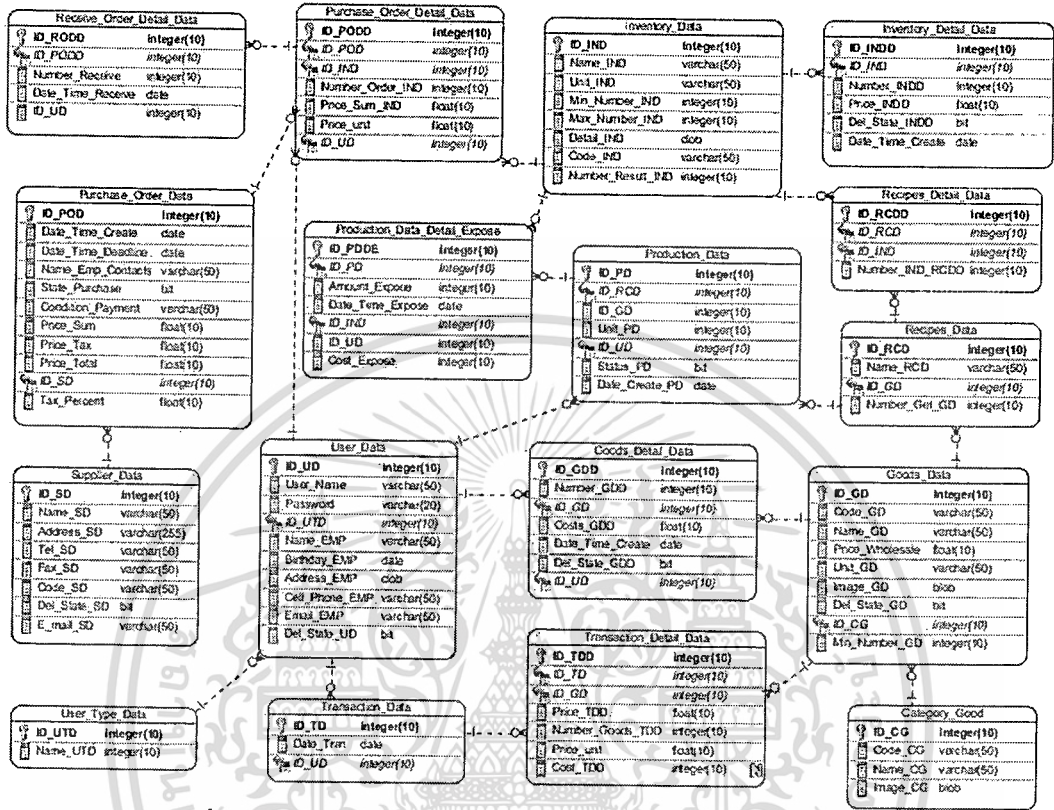 Receive_Order_Detail_Data
ID_RODD integer(10)
ID_PODD integer(10)
Number_Receive integer(10)
Date_Time_Receive date
ID_UD integer(10)
Purchase_Order_Detail_Data
ID_PODD integer(10)
ID_POD integer(10)
ID_IND integer(10)
Number_Order_IND integer(10)
Price_Sum_IND float(10)
Price_unit float(10)
ID_UD integer(10)
Inventory_Data
ID_IND integer(10)
Name_IND varchar(50)
Unit_IND varchar(50)
Min_Number_IND integer(10)
Max_Number_IND integer(10)
Detail_IND clob
Code_IND varchar(50)
Number_Result_IND integer(10)
Inventory_Detail_Data
ID_INDD integer(10)
ID_IND integer(10)
Number_INDD integer(10)
Price_INDD float(10)
Del_State_INDD bit
Date_Time_Create date
Purchase_Order_Data
ID_POD integer(10)
Date_Time_Create date
Date_Time_Deadline date
Name_Emp_Contacts varchar(50)
State_Purchase bit
Condition_Payment varchar(50)
Price_Sum float(10)
Price_Tax float(10)
Price_Total float(10)
ID_SD integer(10)
Tax_Percent float(10)
Production_Data_Detail_Expose
ID_PDDE integer(10)
ID_PD integer(10)
Amount_Expose integer(10)
Date_Time_Expose date
ID_IND integer(10)
ID_UD integer(10)
Cost_Expose integer(10)
Production_Data
ID_PD integer(10)
ID_RCD integer(10)
ID_GD integer(10)
Unit_PD integer(10)
ID_UD integer(10)
Status_PD bit
Date_Create_PD date
Recipes_Detail_Data
ID_RCDD integer(10)
ID_RCD integer(10)
ID_IND integer(10)
Number_IND_RCDD integer(10)
Recipes_Data
ID_RCD integer(10)
Name_RCD varchar(50)
ID_GD integer(10)
Number_Get_GD integer(10)
Supplier_Data
ID_SD integer(10)
Name_SD varchar(50)
Address_SD varchar(255)
Tel_SD varchar(50)
Fax_SD varchar(50)
Code_SD varchar(50)
Del_State_SD bit
E_mail_SD varchar(50)
User_Data
ID_UD integer(10)
User_Name varchar(50)
Password varchar(20)
ID_UTD integer(10)
Name_EMP varchar(50)
Birthday_EMP date
Address_EMP clob
Cell_Phone_EMP varchar(50)
Email_EMP varchar(50)
Del_State_UD bit
Goods_Detail_Data
ID_GDD integer(10)
Number_GDD integer(10)
ID_GD integer(10)
Costs_GDD float(10)
Date_Time_Create date
Del_State_GDD bit
ID_UD integer(10)
Goods_Data
ID_GD integer(10)
Code_GD varchar(50)
Name_GD varchar(50)
Price_Wholesale float(10)
Unit_GD varchar(50)
Image_GD blob
Del_State_GD bit
ID_CG integer(10)
Min_Number_GD integer(10)
User_Type_Data
ID_UTD integer(10)
Name_UTD integer(10)
Transaction_Data
ID_TD integer(10)
Date_Tran date
ID_UD integer(10)
Transaction_Detail_Data
ID_TDD integer(10)
ID_TD integer(10)
ID_GD integer(10)
Price_TDD float(10)
Number_Goods_TDD integer(10)
Price_unit float(10)
Cost_TDD integer(10)
Category_Good
ID_CG integer(10)
Code_CG varchar(50)
Name_CG varchar(50)
Image_CG blob